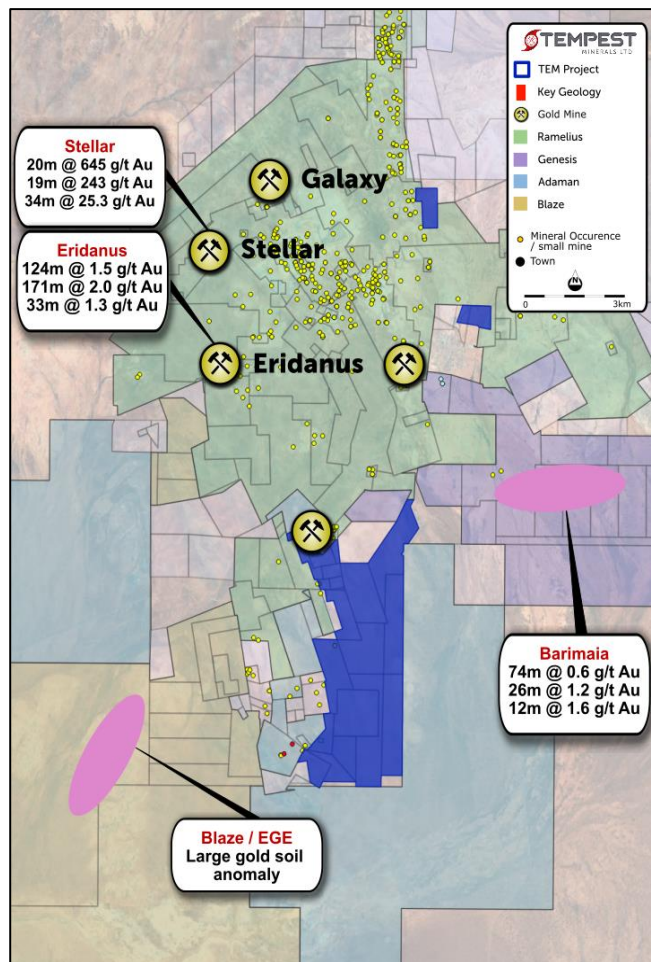 TEMPEST
MINERALS LTD
TEM Project
Key Geology
Gold Mine
Ramelius
Genesis
Adaman
Blaze
Mineral Occurence
/ small mine
Town
N
0
3km
Stellar
20m @ 645 g/t Au
19m @ 243 g/t Au
34m @ 25.3 g/t Au
Galaxy
Stellar
Eridanus
124m @ 1.5 g/t Au
171m @ 2.0 g/t Au
33m @ 1.3 g/t Au
Eridanus
Barimaia
74m @ 0.6 g/t Au
26m @ 1.2 g/t Au
12m @ 1.6 g/t Au
Blaze / EGE
Large gold soil
anomaly